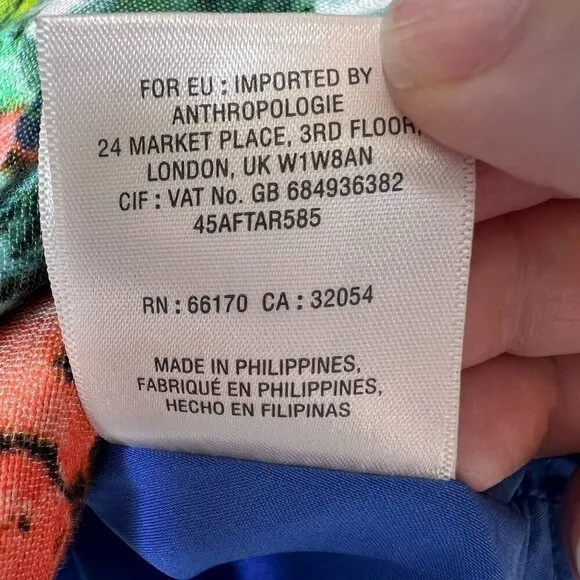 FOR EU : IMPORTED BY
ANTHROPOLOGIE
24 MARKET PLACE, 3RD FLOOR,
LONDON, UK W1W8AN
CIF : VAT No. GB 684936382
45AFTAR585
RN : 66170 CA : 32054
MADE IN PHILIPPINES,
FABRIQUÉ EN PHILIPPINES,
HECHO EN FILIPINAS